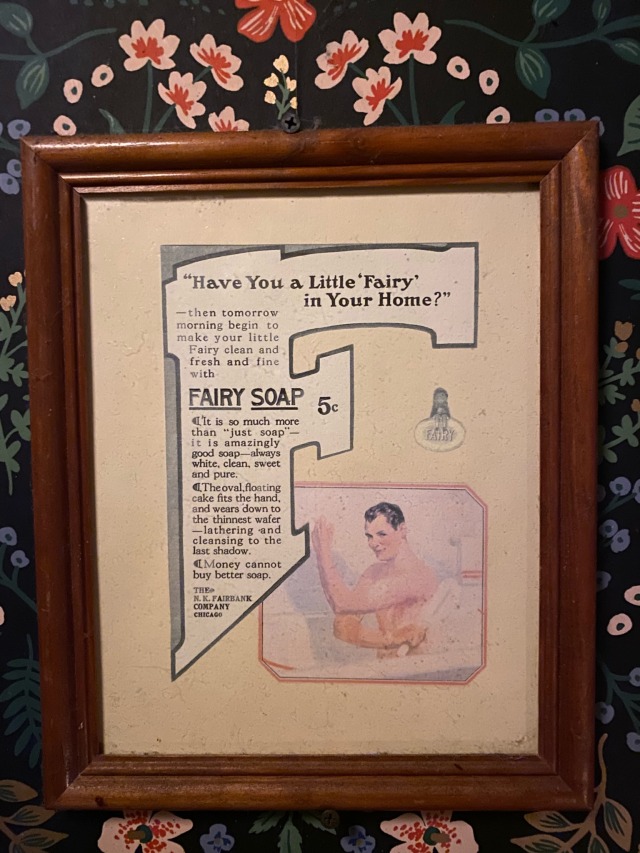 "Have You a Little 'Fairy'
in Your Home?"
—then tomorrow
morning begin to
make your little
Fairy clean and
fresh and fine
with
FAIRY SOAP
5c
¶It is so much more
than "just soap"—
it is amazingly
good soap—always
white, clean, sweet
and pure.
¶The oval, floating
cake fits the hand,
and wears down to
the thinnest wafer
—lathering and
cleansing to the
last shadow.
¶Money cannot
buy better soap.
THE
N. K. FAIRBANK
COMPANY
CHICAGO
FAIRY